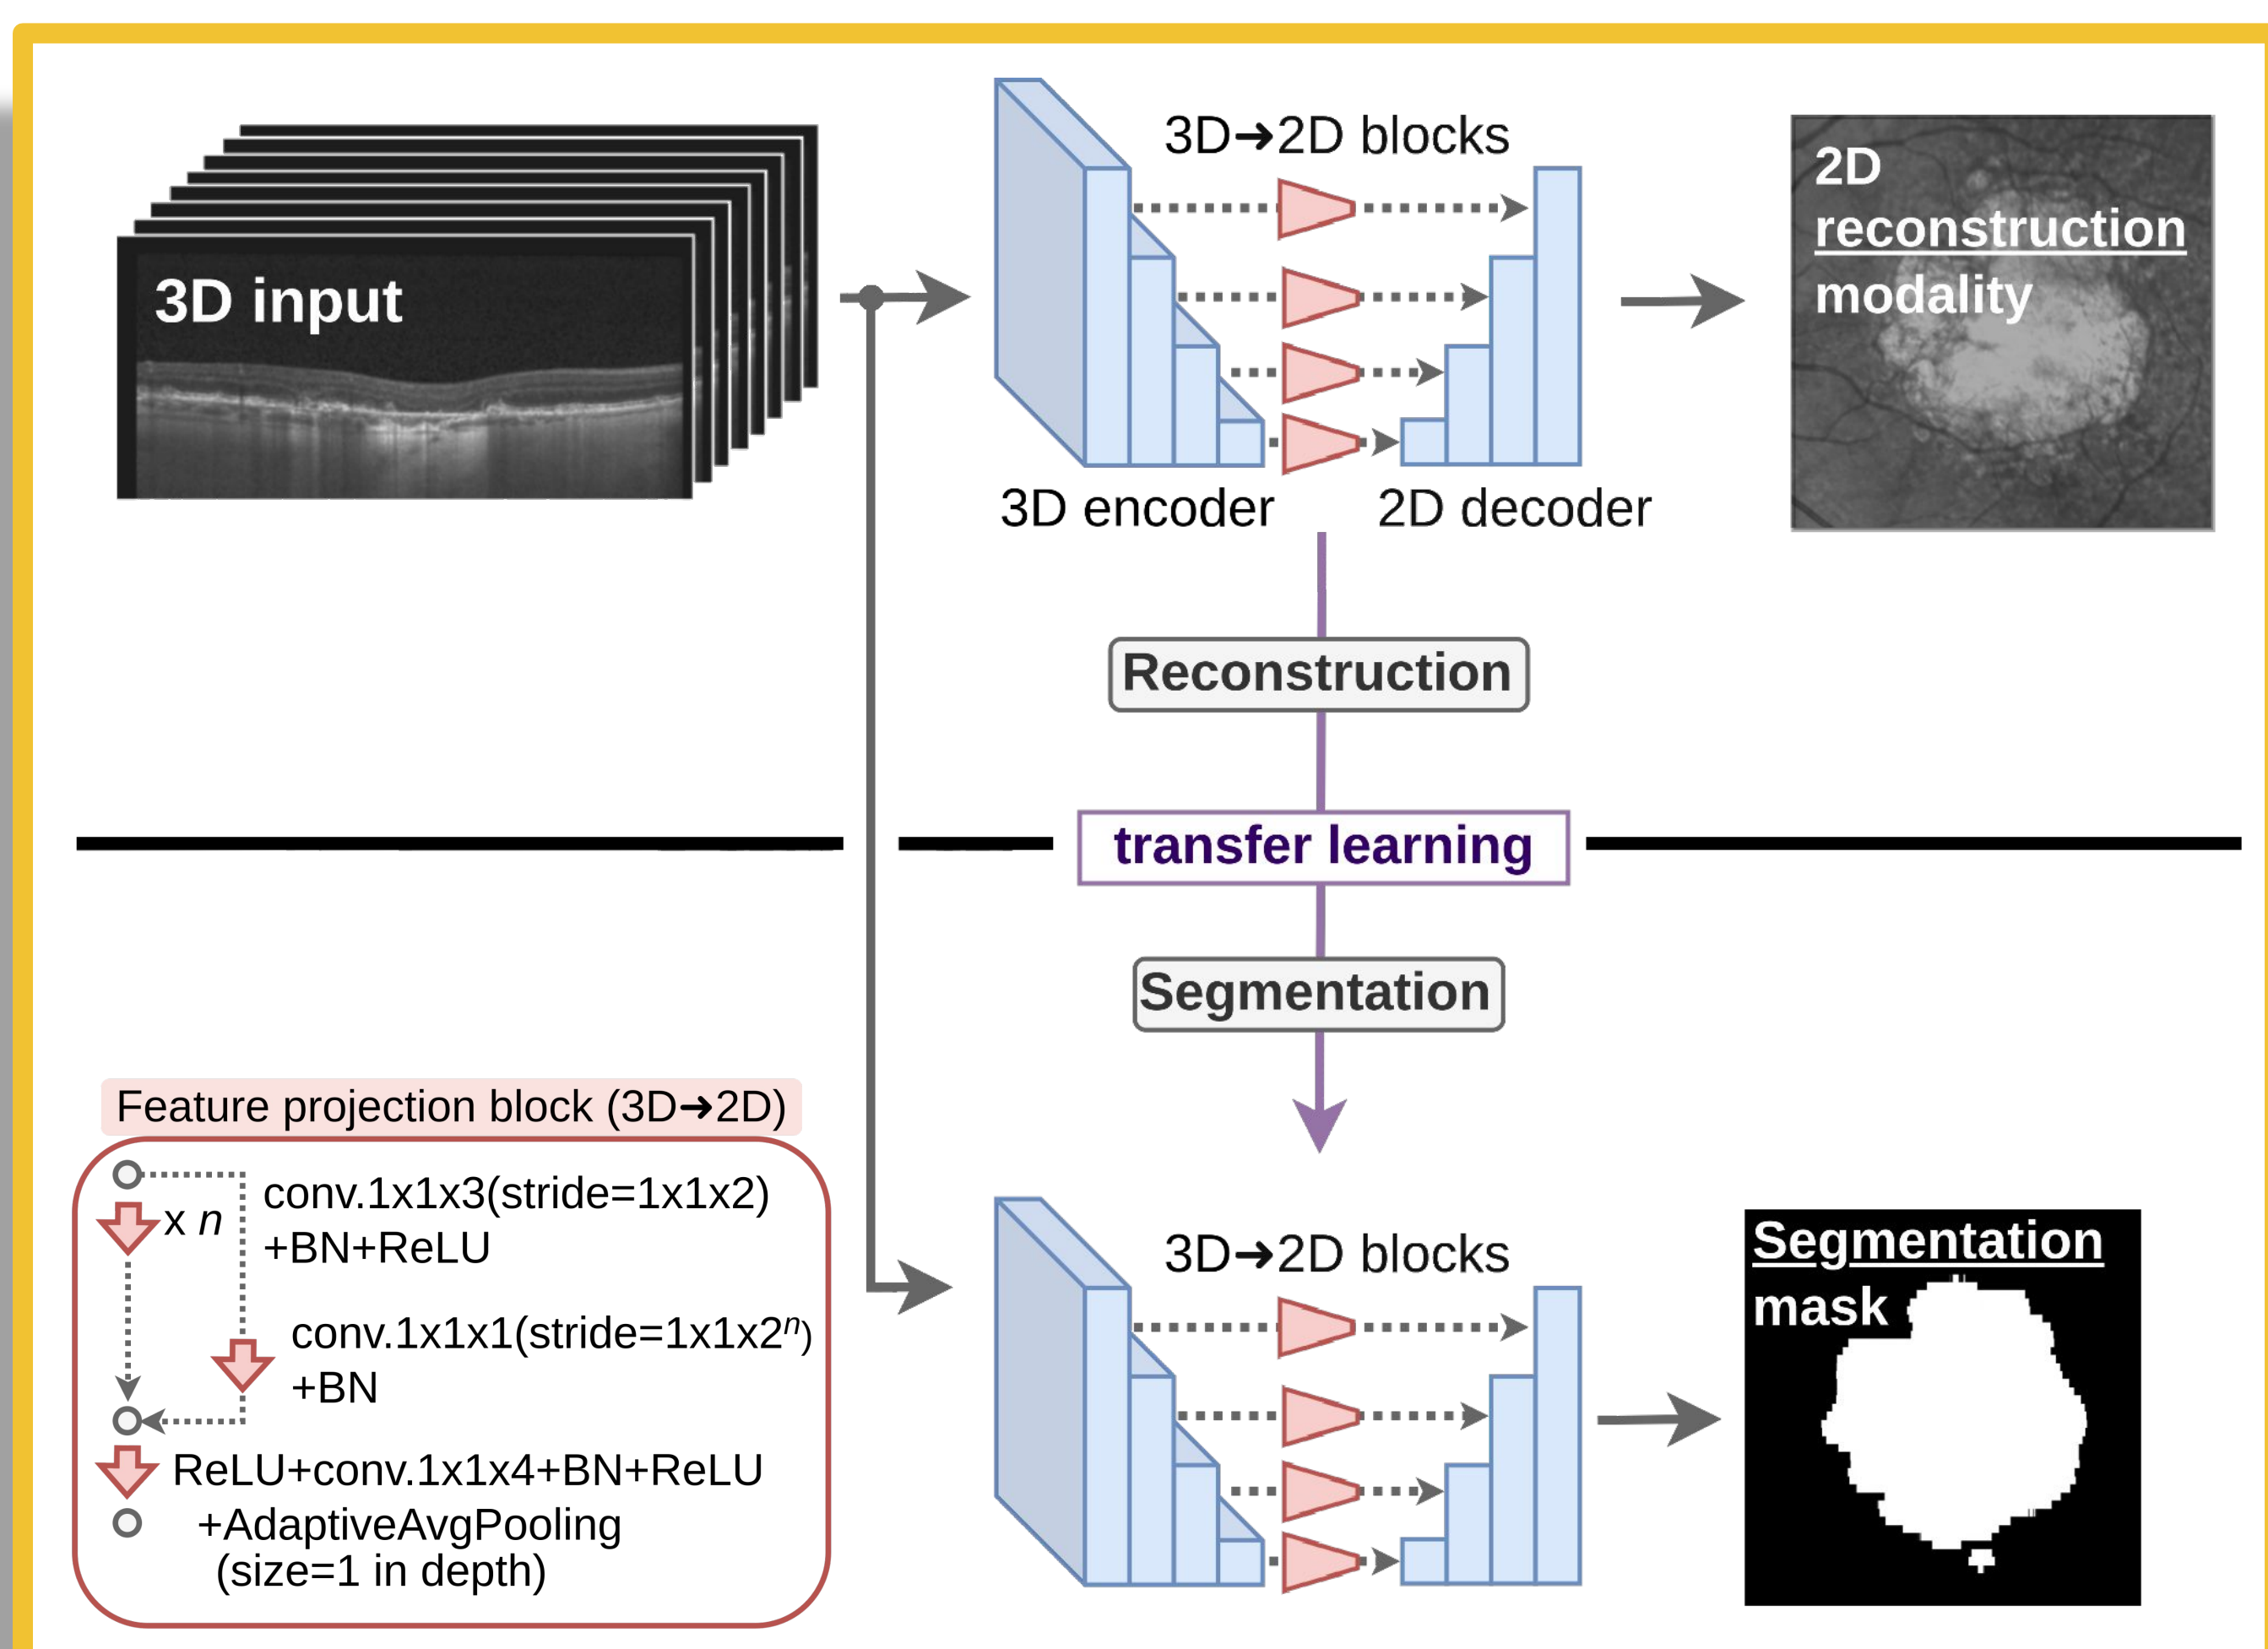 3D input
3D➔2D blocks
2D
reconstruction
modality
3D encoder
2D decoder
Reconstruction
transfer learning
Segmentation
Feature projection block (3D➔2D)
x n
conv.1x1x3(stride=1x1x2)
+BN+ReLU
conv.1x1x1(stride=1x1x2ⁿ)
+BN
ReLU+conv.1x1x4+BN+ReLU
+AdaptiveAvgPooling
(size=1 in depth)
3D➔2D blocks
Segmentation
mask